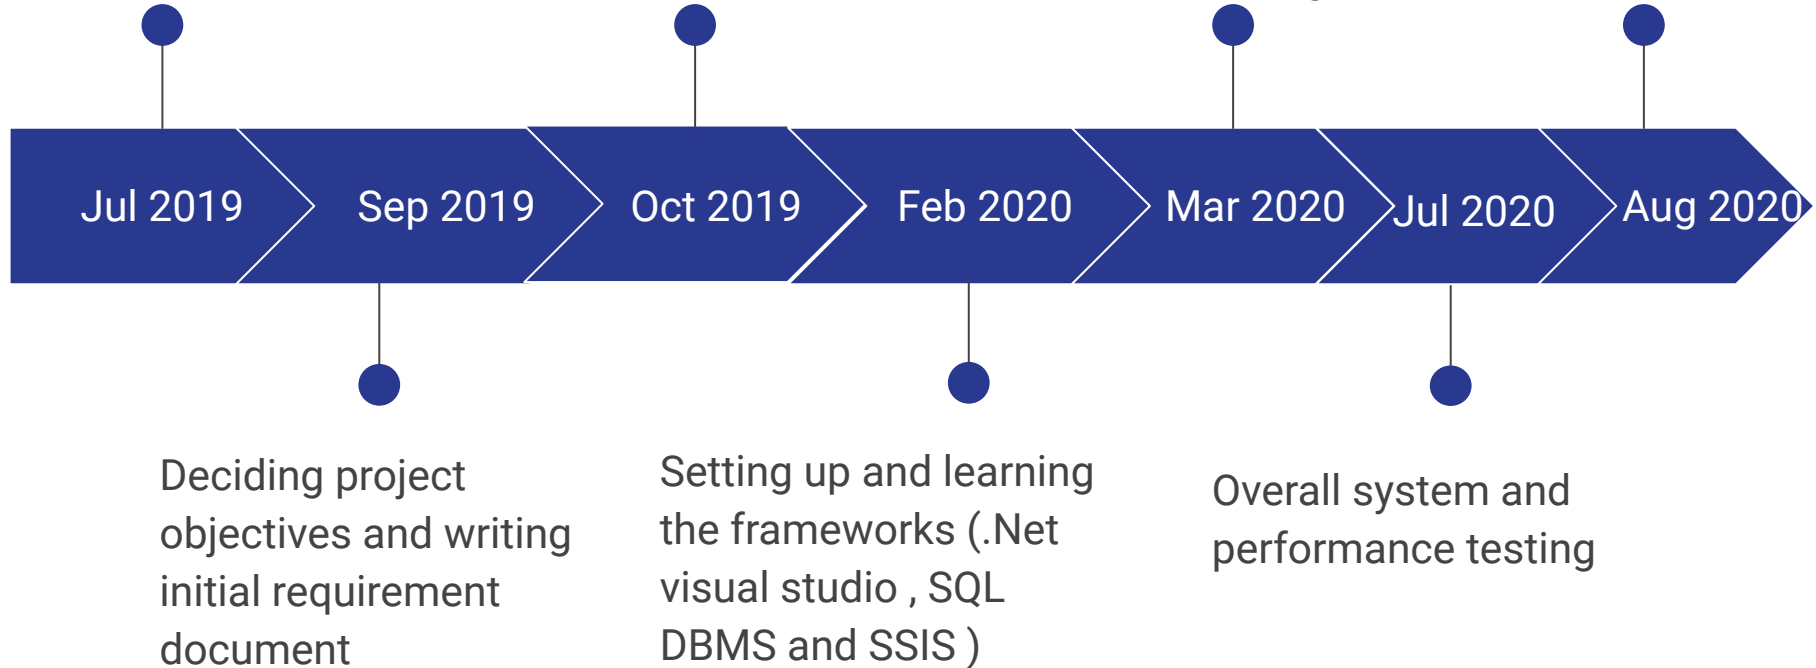 Jul 2019
Sep 2019
Oct 2019
Feb 2020
Mar 2020
Jul 2020
Aug 2020
Deciding project
objectives and writing
initial requirement
document
Setting up and learning
the frameworks (.Net
visual studio , SQL
DBMS and SSIS )
Overall system and
performance testing